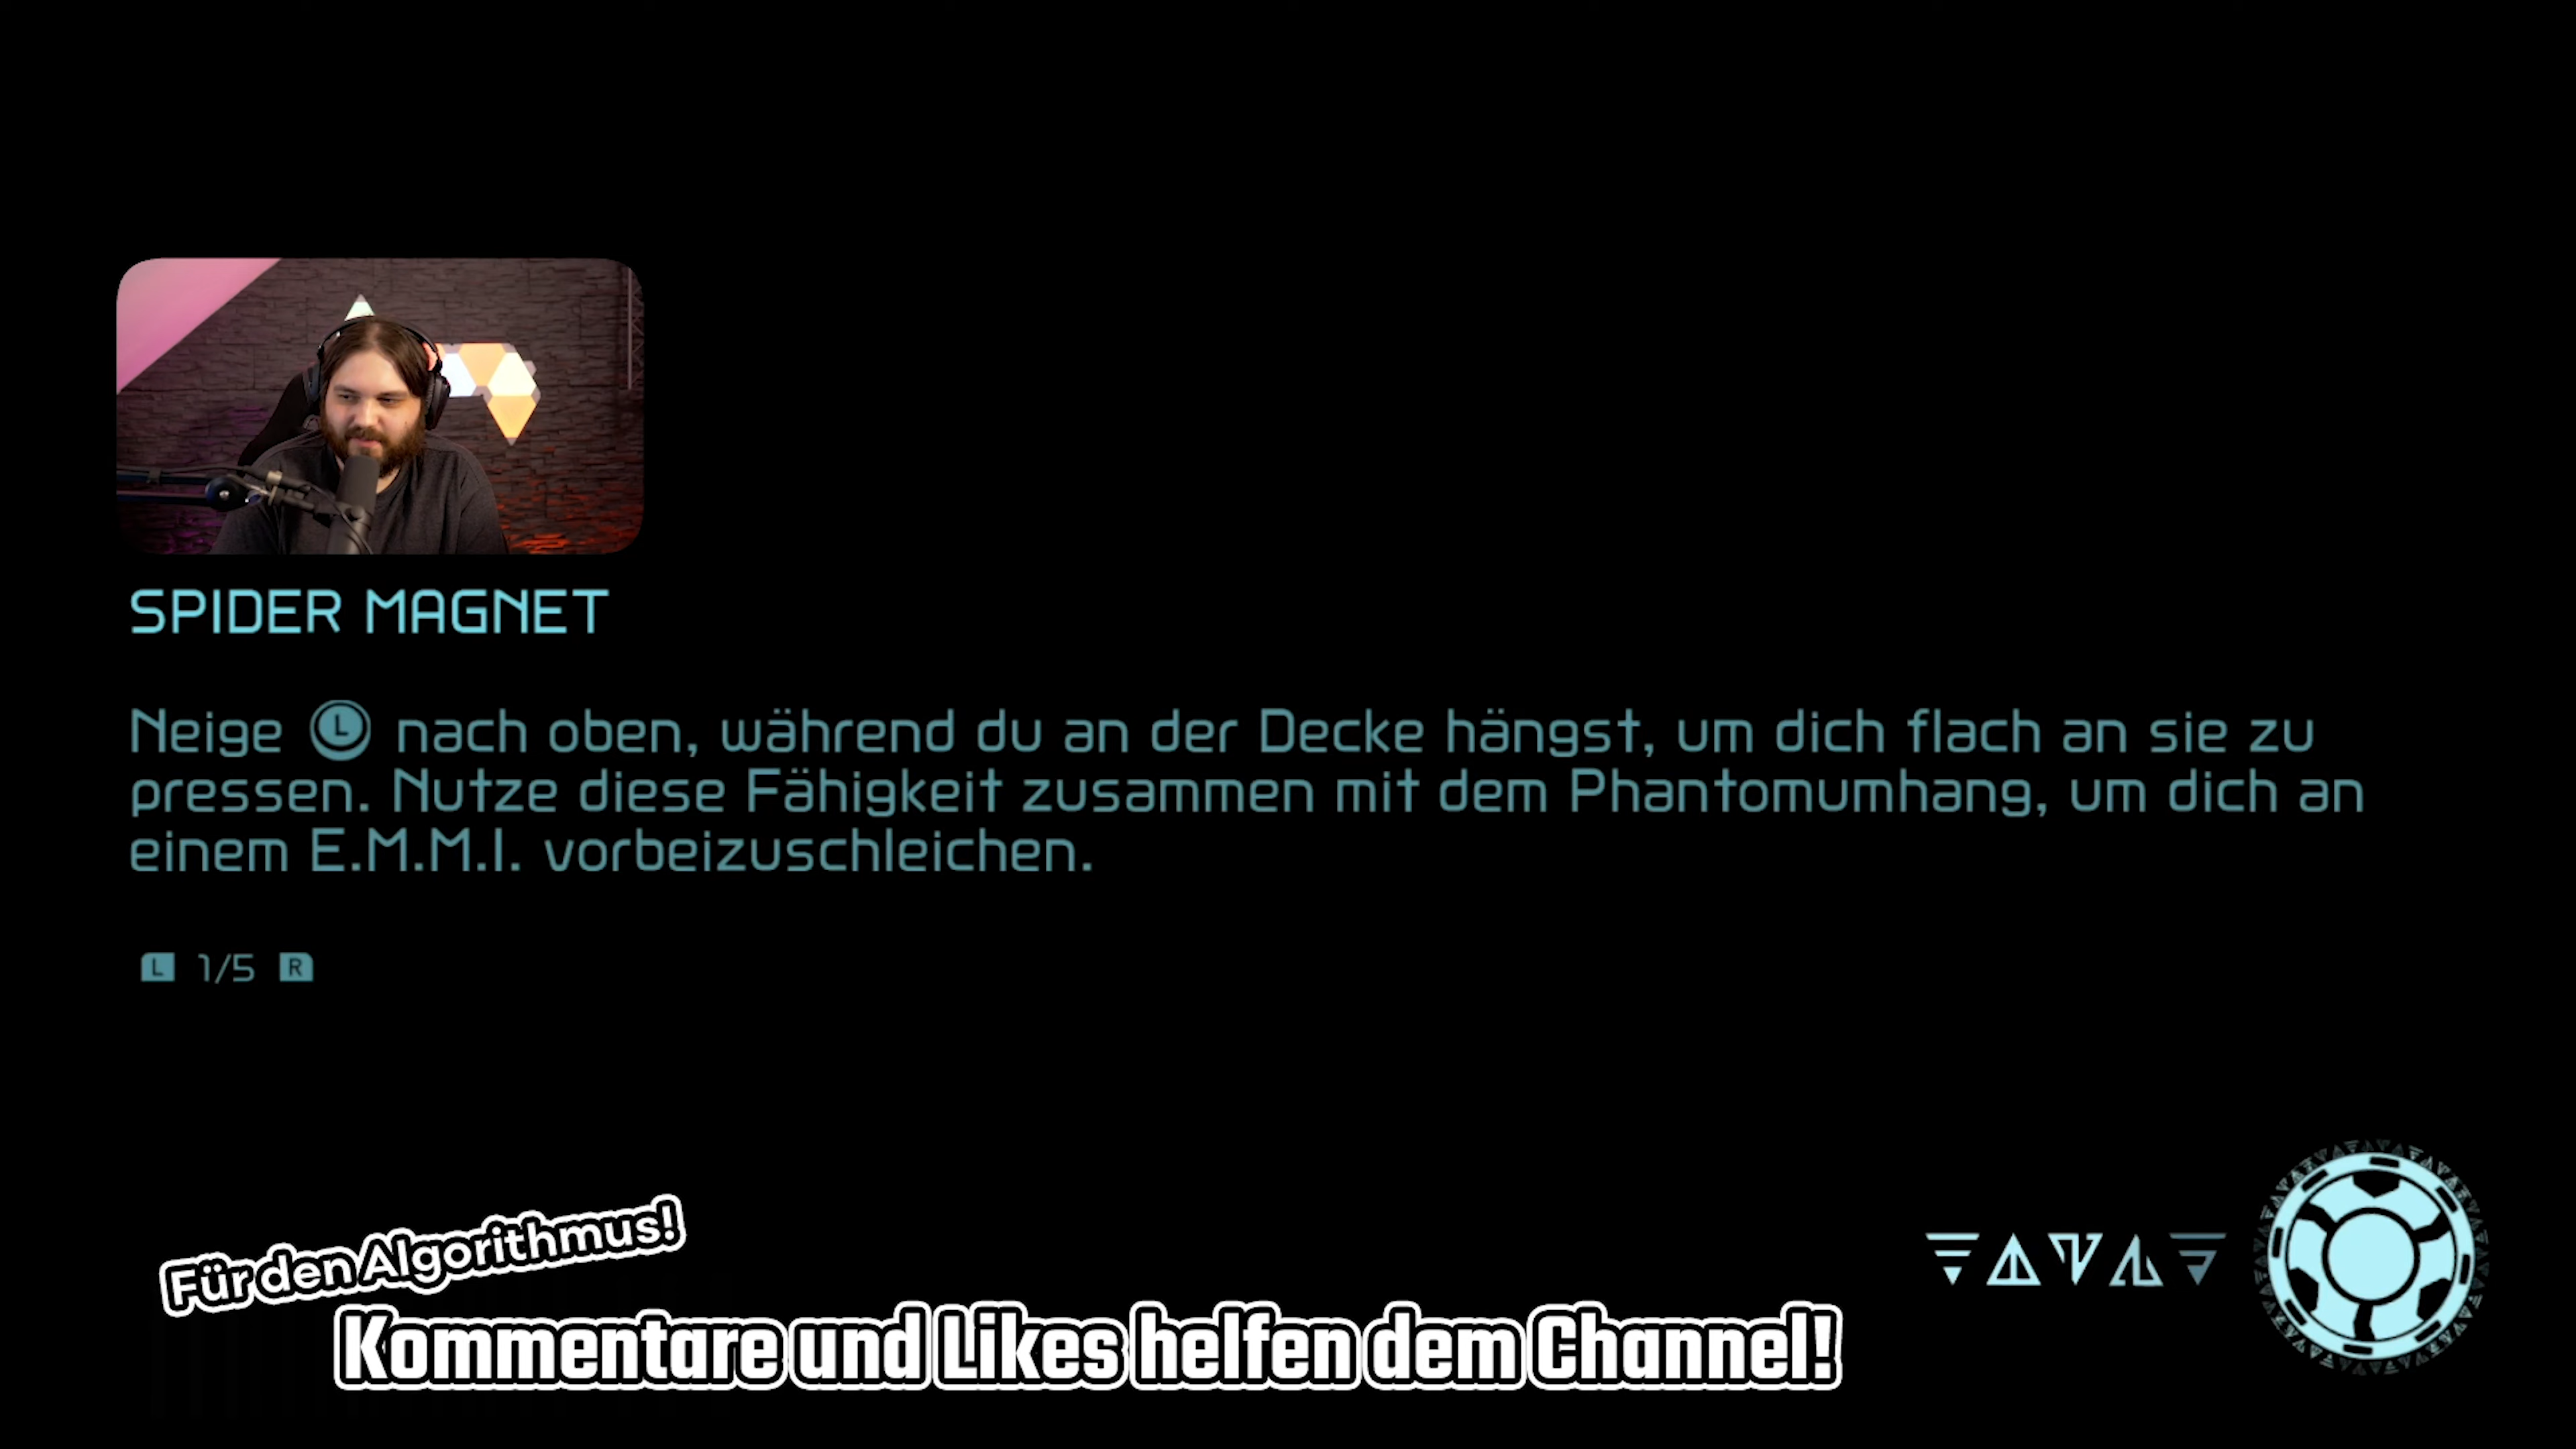 SPIDER MAGNET
Neige L nach oben, während du an der Decke hängst, um dich flach an sie zu
pressen. Nutze diese Fähigkeit zusammen mit dem Phantomumhang, um dich an
einem E.M.M.I. vorbeizuschleichen.
L 1/5 R
Für den Algorithmus!
Kommentare und Likes helfen dem Channel!